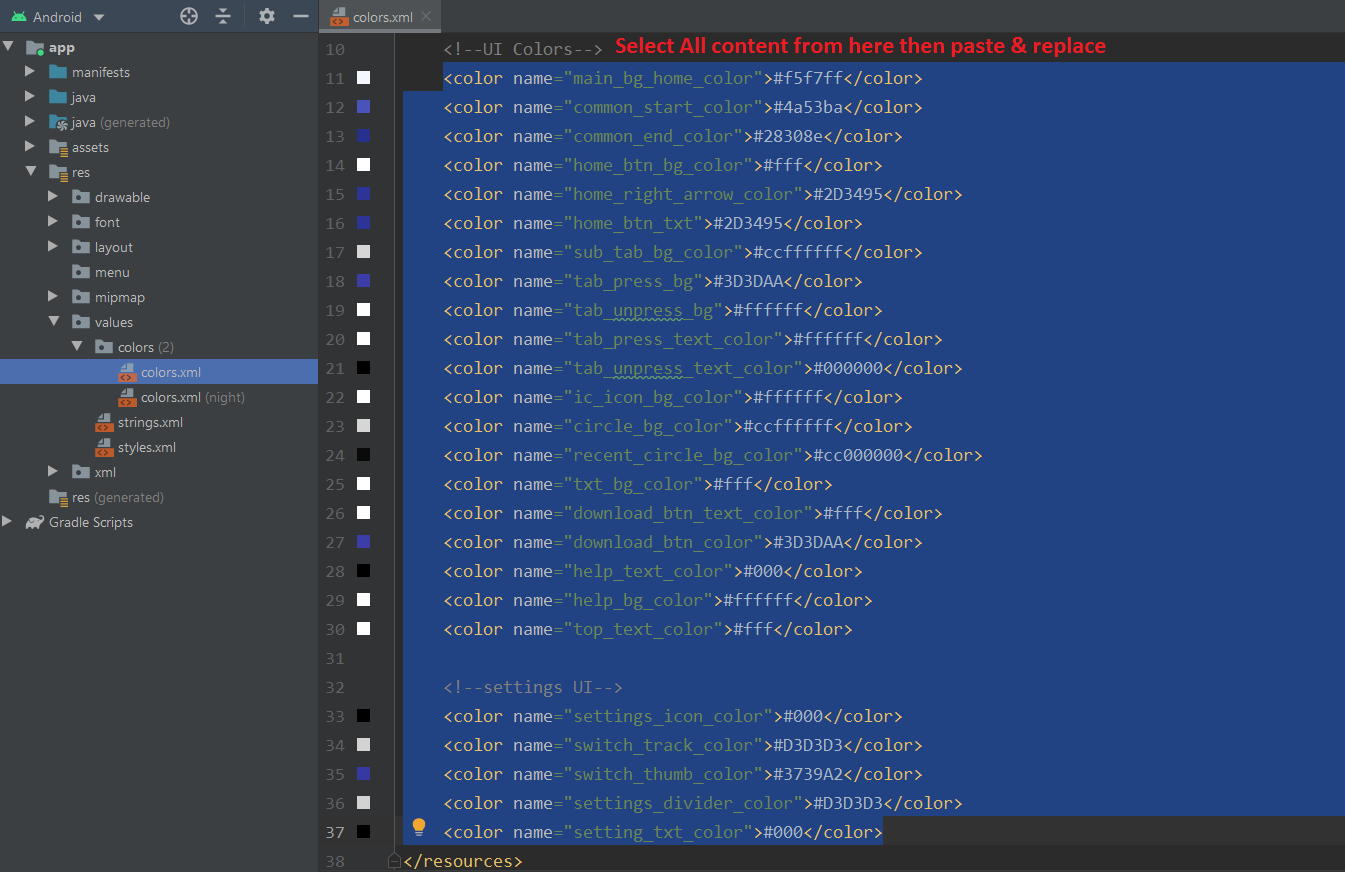 Android
colors.xml
app
manifests
java
java (generated)
assets
res
drawable
font
layout
menu
mipmap
values
colors (2)
colors.xml
colors.xml (night)
strings.xml
styles.xml
xml
res (generated)
Gradle Scripts
10 <!--UI Colors--> Select All content from here then paste & replace
11 <color name="main_bg_home_color">#f5f7ff</color>
12 <color name="common_start_color">#4a53ba</color>
13 <color name="common_end_color">#28308e</color>
14 <color name="home_btn_bg_color">#fff</color>
15 <color name="home_right_arrow_color">#2D3495</color>
16 <color name="home_btn_txt">#2D3495</color>
17 <color name="sub_tab_bg_color">#ccffffff</color>
18 <color name="tab_press_bg">#3D3DAA</color>
19 <color name="tab_unpress_bg">#ffffff</color>
20 <color name="tab_press_text_color">#ffffff</color>
21 <color name="tab_unpress_text_color">#000000</color>
22 <color name="ic_icon_bg_color">#ffffff</color>
23 <color name="circle_bg_color">#ccffffff</color>
24 <color name="recent_circle_bg_color">#cc000000</color>
25 <color name="txt_bg_color">#fff</color>
26 <color name="download_btn_text_color">#fff</color>
27 <color name="download_btn_color">#3D3DAA</color>
28 <color name="help_text_color">#000</color>
29 <color name="help_bg_color">#ffffff</color>
30 <color name="top_text_color">#fff</color>
31
32 <!--settings UI-->
33 <color name="settings_icon_color">#000</color>
34 <color name="switch_track_color">#D3D3D3</color>
35 <color name="switch_thumb_color">#3739A2</color>
36 <color name="settings_divider_color">#D3D3D3</color>
37 <color name="setting_txt_color">#000</color>
38 </resources>